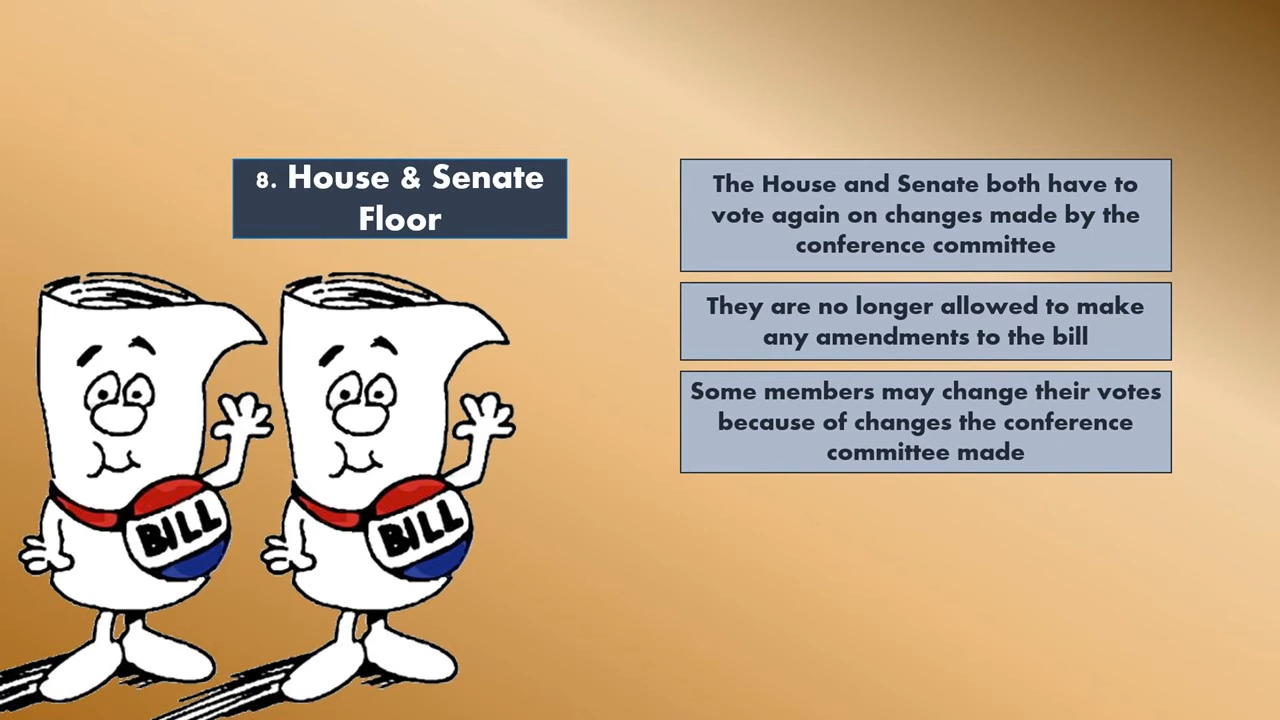 8. House & Senate
Floor
The House and Senate both have to
vote again on changes made by the
conference committee
They are no longer allowed to make
any amendments to the bill
Some members may change their votes
because of changes the conference
committee made
BILL
BILL